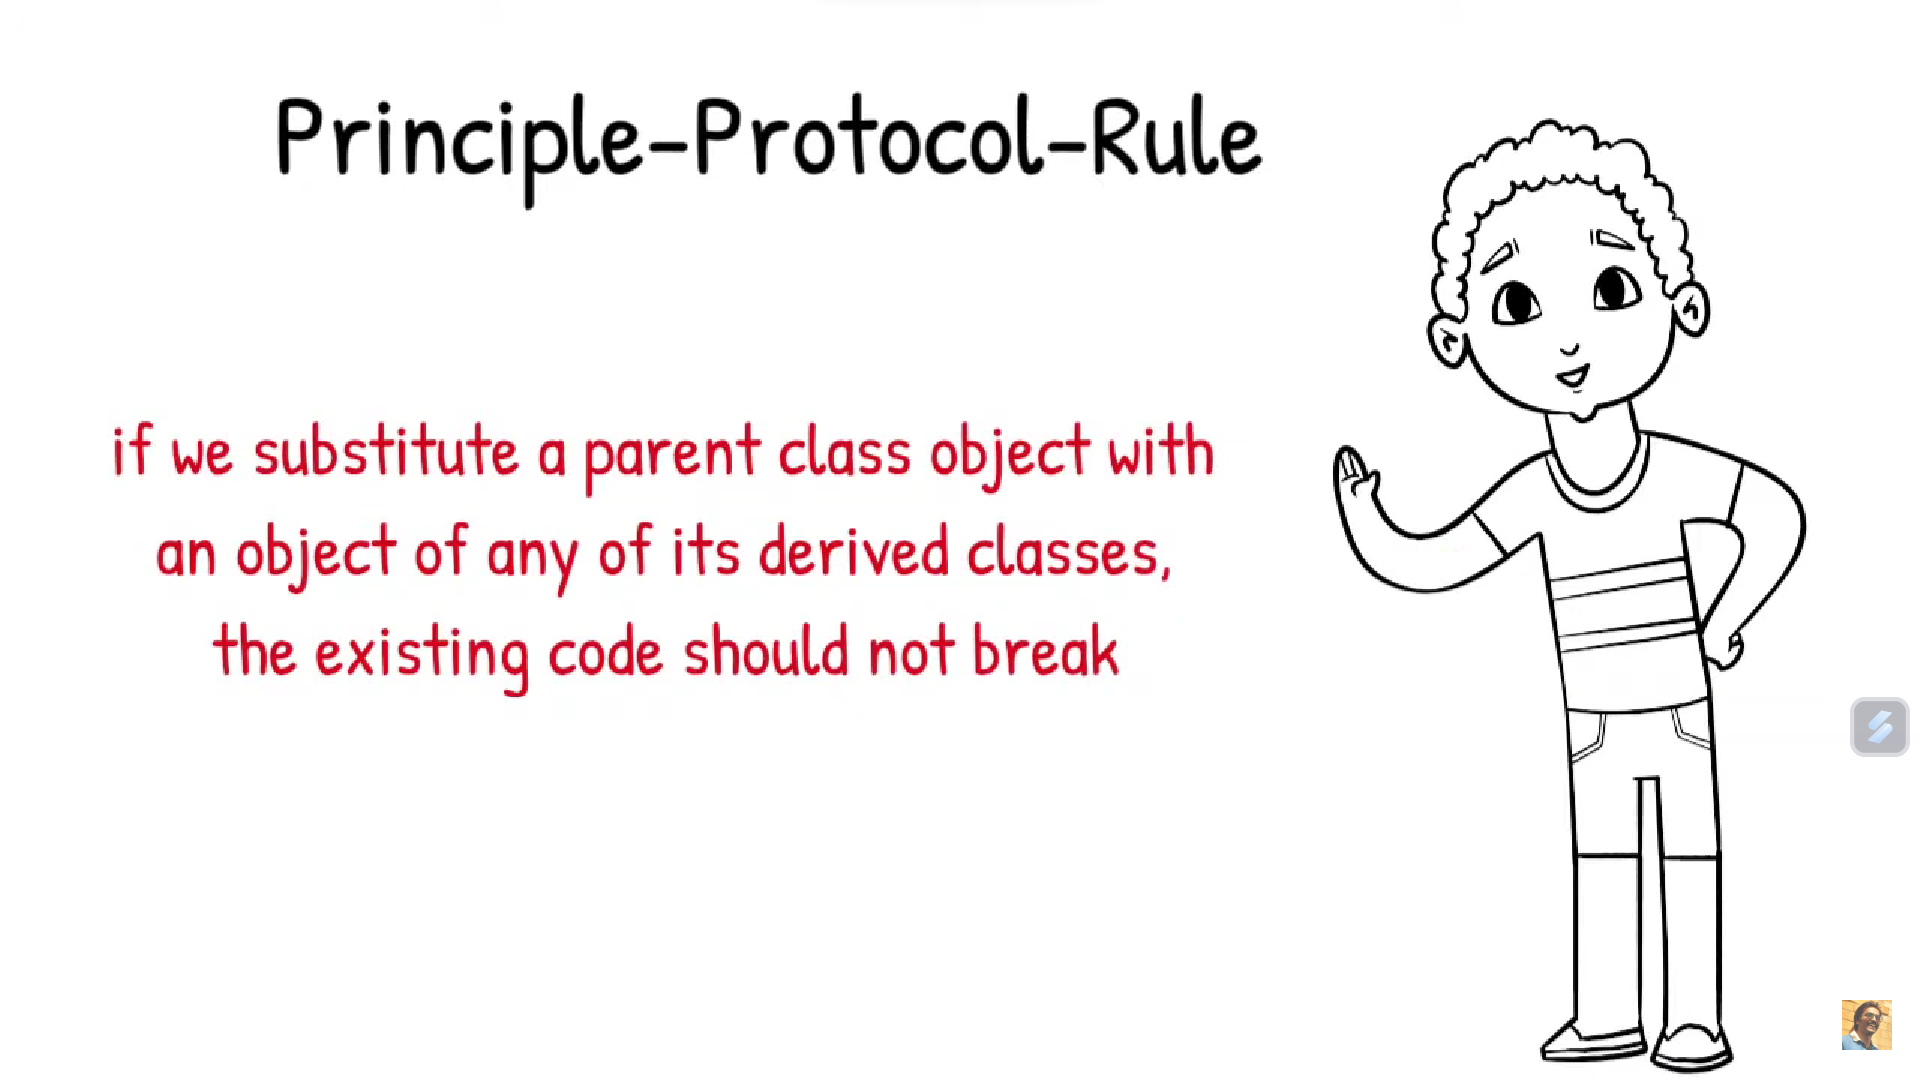 Principle-Protocol-Rule
if we substitute a parent class object with
an object of any of its derived classes,
the existing code should not break